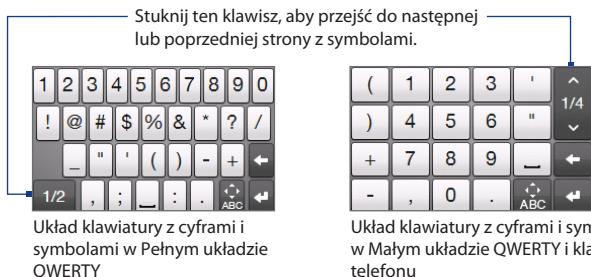 Stuknij ten klawisz, aby przejść do następnej
lub poprzedniej strony z symbolami.
1 2 3 4 5 6 7 8 9 0
! @ # $ % & * ? /
_ " ' ( ) - +
1/2 , ; : . ABC
Układ klawiatury z cyframi i
symbolami w Pełnym układzie
QWERTY
( 1 2 3 ' 1/4
) 4 5 6 "
+ 7 8 9
- , 0 . ABC
Układ klawiatury z cyframi i
w Małym układzie QWERTY i
telefonu